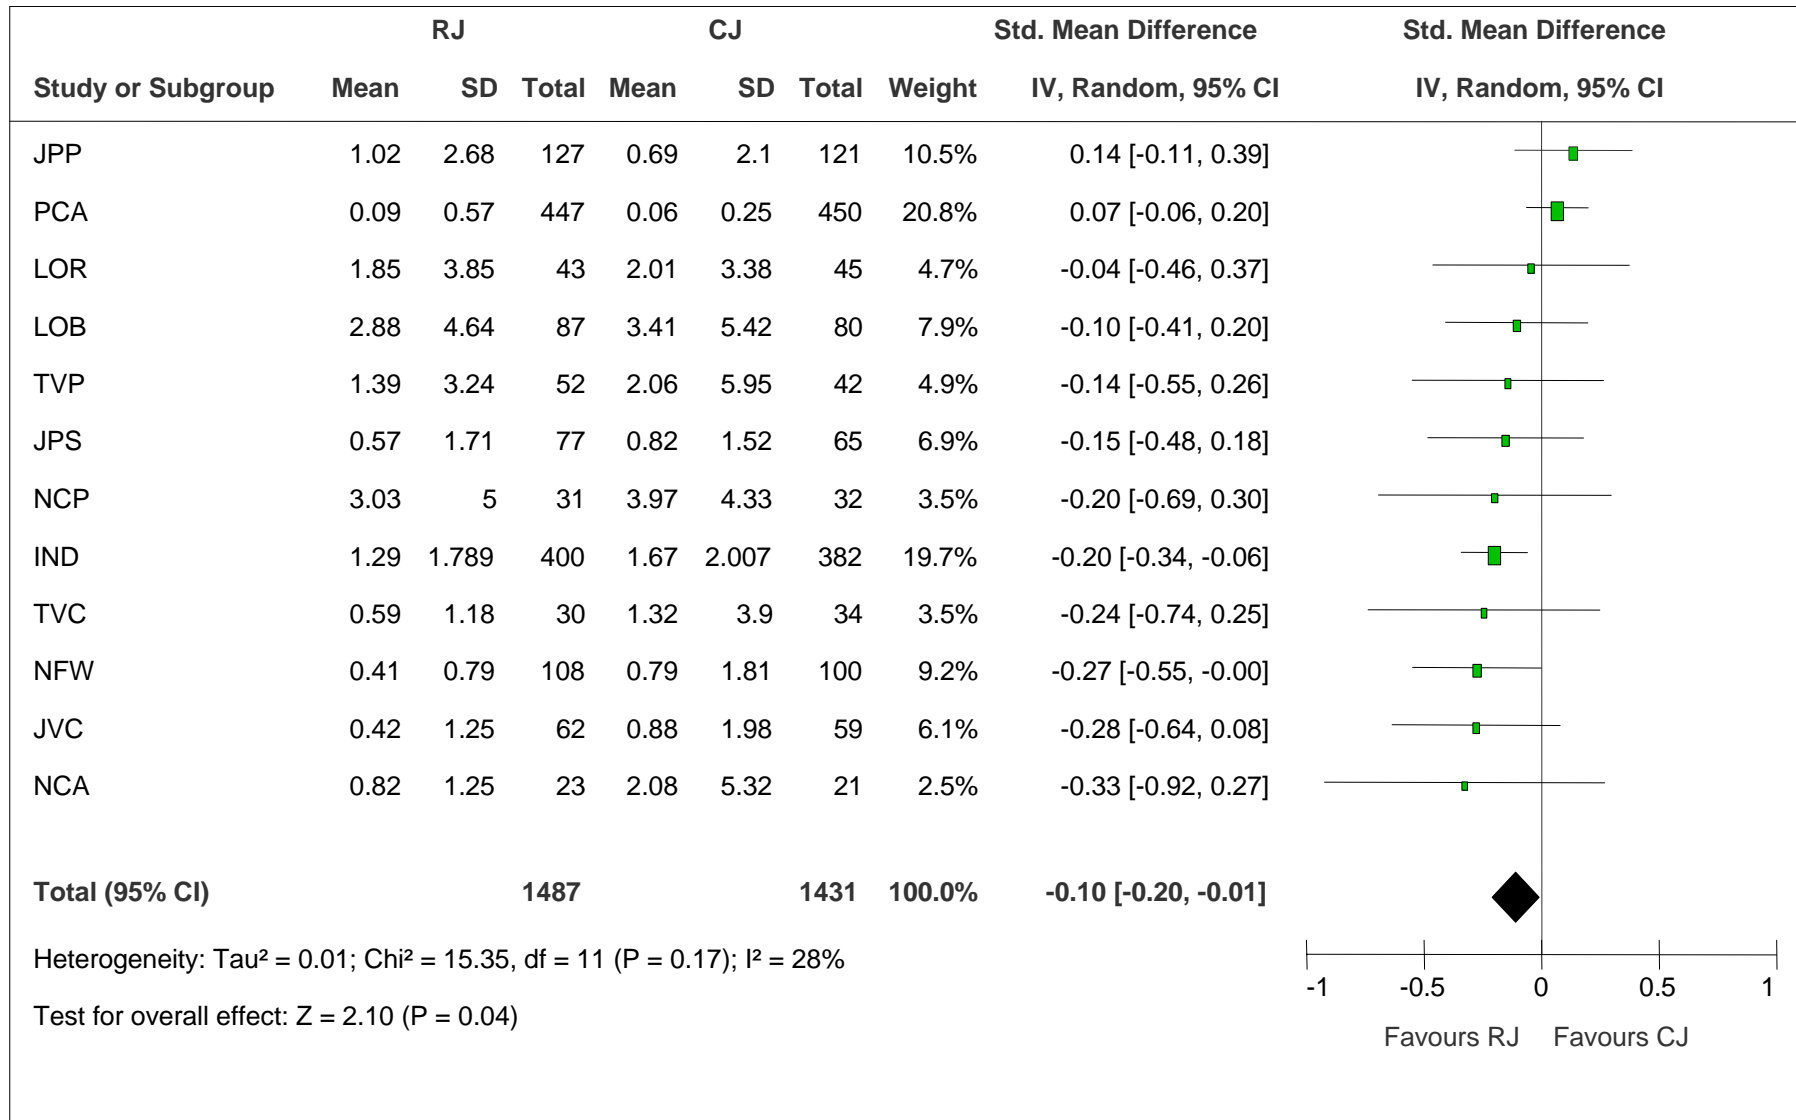 RJ CJ Std. Mean Difference Std. Mean Difference
Study or Subgroup Mean SD Total Mean SD Total Weight IV, Random, 95% CI IV, Random, 95% CI
JPP 1.02 2.68 127 0.69 2.1 121 10.5% 0.14 [-0.11, 0.39]
PCA 0.09 0.57 447 0.06 0.25 450 20.8% 0.07 [-0.06, 0.20]
LOR 1.85 3.85 43 2.01 3.38 45 4.7% -0.04 [-0.46, 0.37]
LOB 2.88 4.64 87 3.41 5.42 80 7.9% -0.10 [-0.41, 0.20]
TVP 1.39 3.24 52 2.06 5.95 42 4.9% -0.14 [-0.55, 0.26]
JPS 0.57 1.71 77 0.82 1.52 65 6.9% -0.15 [-0.48, 0.18]
NCP 3.03 5 31 3.97 4.33 32 3.5% -0.20 [-0.69, 0.30]
IND 1.29 1.789 400 1.67 2.007 382 19.7% -0.20 [-0.34, -0.06]
TVC 0.59 1.18 30 1.32 3.9 34 3.5% -0.24 [-0.74, 0.25]
NFW 0.41 0.79 108 0.79 1.81 100 9.2% -0.27 [-0.55, -0.00]
JVC 0.42 1.25 62 0.88 1.98 59 6.1% -0.28 [-0.64, 0.08]
NCA 0.82 1.25 23 2.08 5.32 21 2.5% -0.33 [-0.92, 0.27]
Total (95% CI) 1487 1431 100.0% -0.10 [-0.20, -0.01]
Heterogeneity: Tau² = 0.01; Chi² = 15.35, df = 11 (P = 0.17); I² = 28%
Test for overall effect: Z = 2.10 (P = 0.04)
-1 -0.5 0 0.5 1
Favours RJ Favours CJ